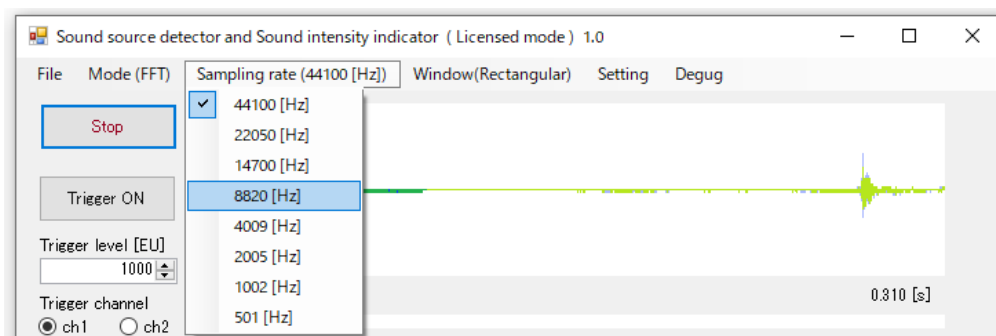 Sound source detector and Sound intensity indicator ( Licensed mode ) 1.0
File Mode (FFT) Sampling rate (44100 [Hz]) Window(Rectangular) Setting Degug
44100 [Hz]
Stop
22050 [Hz]
14700 [Hz]
Trigger ON
8820 [Hz]
4009 [Hz]
Trigger level [EU]
2005 [Hz]
1000
1002 [Hz]
0.310 [s]
Trigger channel
501 [Hz]
ch1 ch2